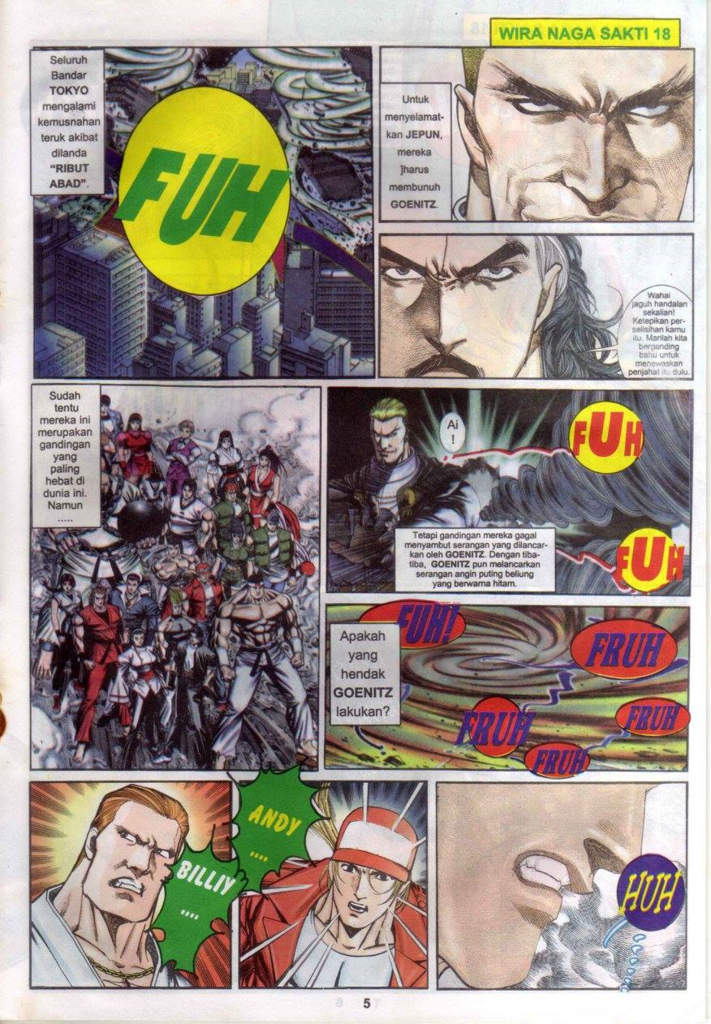 WIRA NAGA SAKTI 18
Seluruh
Bandar
TOKYO
mengalami
kemusnahan
teruk akibat
dilanda
"RIBUT
ABAD".
FUH
Untuk
menyelamat-
kan JEPUN,
mereka
harus
membunuh
GOENITZ.
Wahai
jaguh handalan
sekalian!
Ketepikan per-
selisihan kamu
itu. Marilah kita
berganding
bahu untuk
menewaskan
penjahat itu dulu.
Sudah
tentu
mereka ini
merupakan
gandingan
yang
paling
hebat di
dunia ini.
Namun
.....
Ai
!
FUH
Tetapi gandingan mereka gagal
menyambut serangan yang dilancar-
kan oleh GOENITZ. Dengan tiba-
tiba, GOENITZ pun melancarkan
serangan angin puting beliung
yang berwarna hitam.
FUH
FUH!
Apakah
yang
hendak
GOENITZ
lakukan?
FRUH
FRUH
FRUH
FRUH
BILLIY
....
ANDY
....
HUH
5